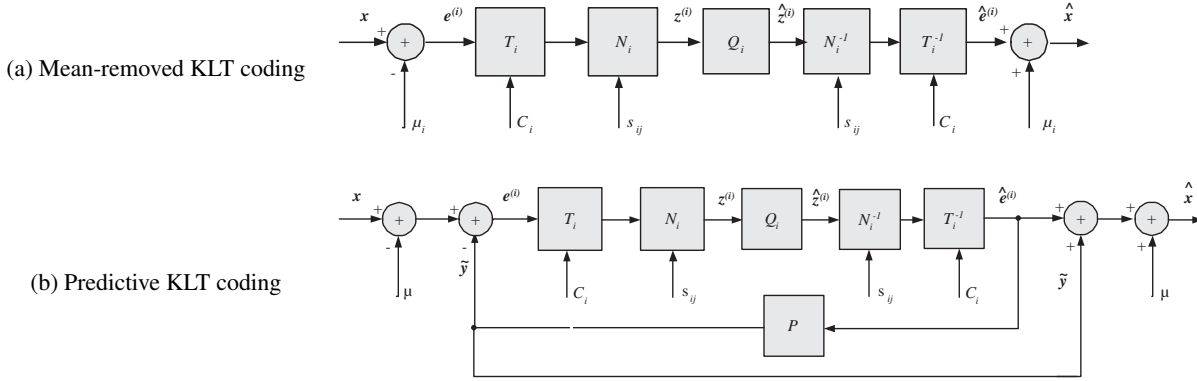 x e⁽ⁱ⁾ z⁽ⁱ⁾ ẑ⁽ⁱ⁾ ê⁽ⁱ⁾ x̂
+ + Tᵢ Nᵢ Qᵢ Nᵢ⁻¹ Tᵢ⁻¹ + +
(a) Mean-removed KLT coding
- +
μᵢ Cᵢ sᵢⱼ sᵢⱼ Cᵢ μᵢ
x e⁽ⁱ⁾ z⁽ⁱ⁾ ẑ⁽ⁱ⁾ ê⁽ⁱ⁾ x̂
+ + + + Tᵢ Nᵢ Qᵢ Nᵢ⁻¹ Tᵢ⁻¹ + + + +
- - + +
ỹ ỹ
(b) Predictive KLT coding
μ Cᵢ sᵢⱼ sᵢⱼ Cᵢ μ
P